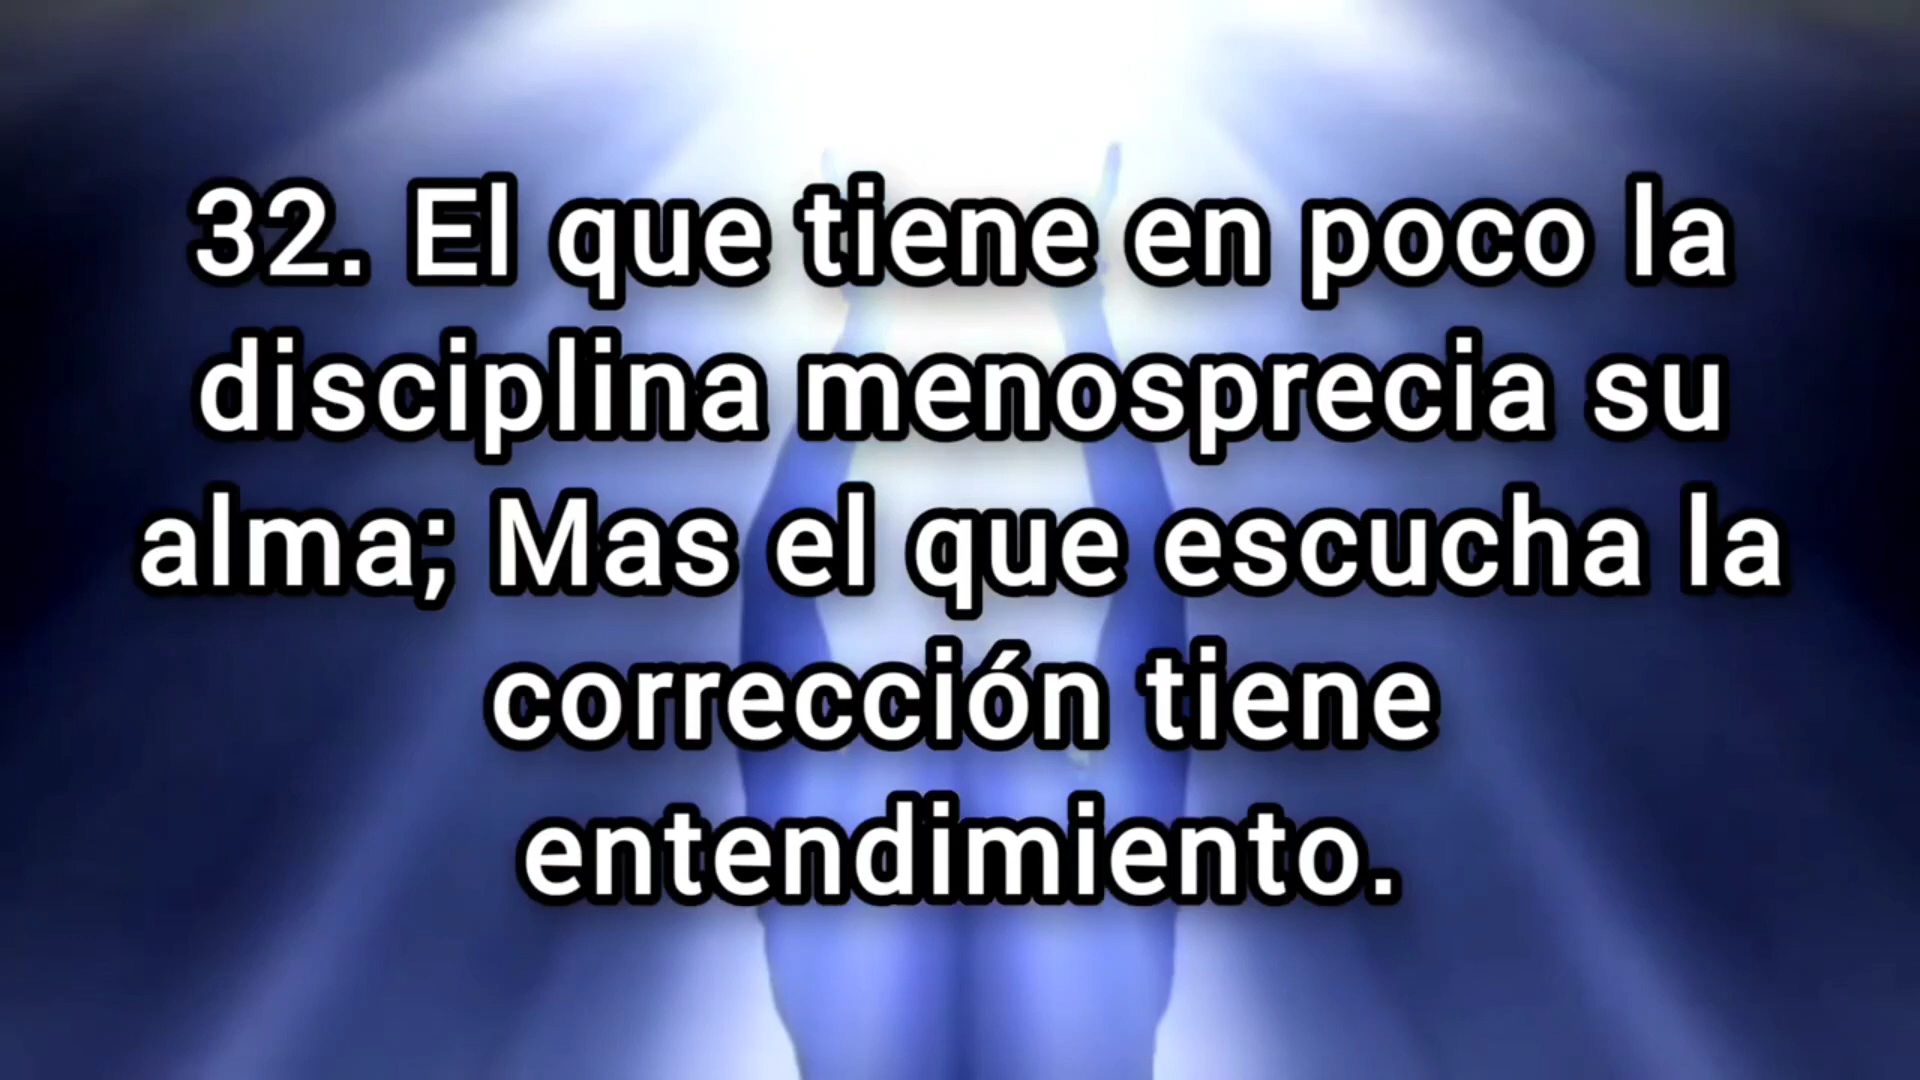 32. El que tiene en poco la
disciplina menosprecia su
alma; Mas el que escucha la
corrección tiene
entendimiento.